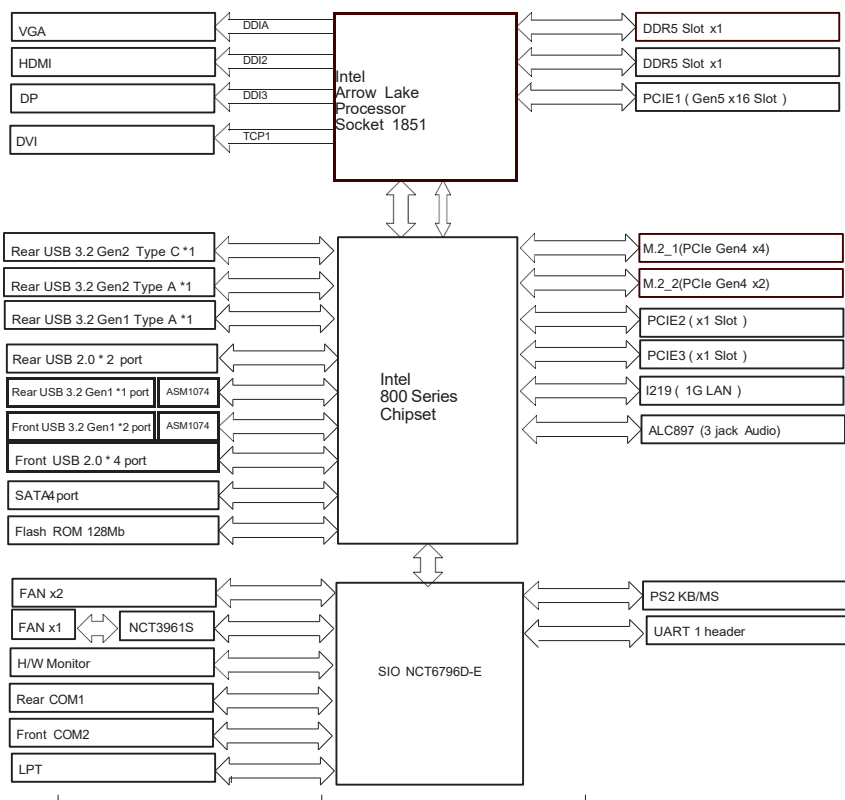 VGA
DDIA
HDMI
DDI2
DP
DDI3
DVI
TCP1
Intel
Arrow Lake
Processor
Socket 1851
DDR5 Slot x1
DDR5 Slot x1
PCIE1 ( Gen5 x16 Slot )
Rear USB 3.2 Gen2 Type C *1
Rear USB 3.2 Gen2 Type A *1
Rear USB 3.2 Gen1 Type A *1
Rear USB 2.0 * 2 port
Rear USB 3.2 Gen1 *1 port ASM1074
Front USB 3.2 Gen1 *2 port ASM1074
Front USB 2.0 * 4 port
SATA4 port
Flash ROM 128Mb
Intel
800 Series
Chipset
M.2_1(PCIe Gen4 x4)
M.2_2(PCIe Gen4 x2)
PCIE2 ( x1 Slot )
PCIE3 ( x1 Slot )
I219 ( 1G LAN )
ALC897 (3 jack Audio)
FAN x2
FAN x1 NCT3961S
H/W Monitor
Rear COM1
Front COM2
LPT
SIO NCT6796D-E
PS2 KB/MS
UART 1 header